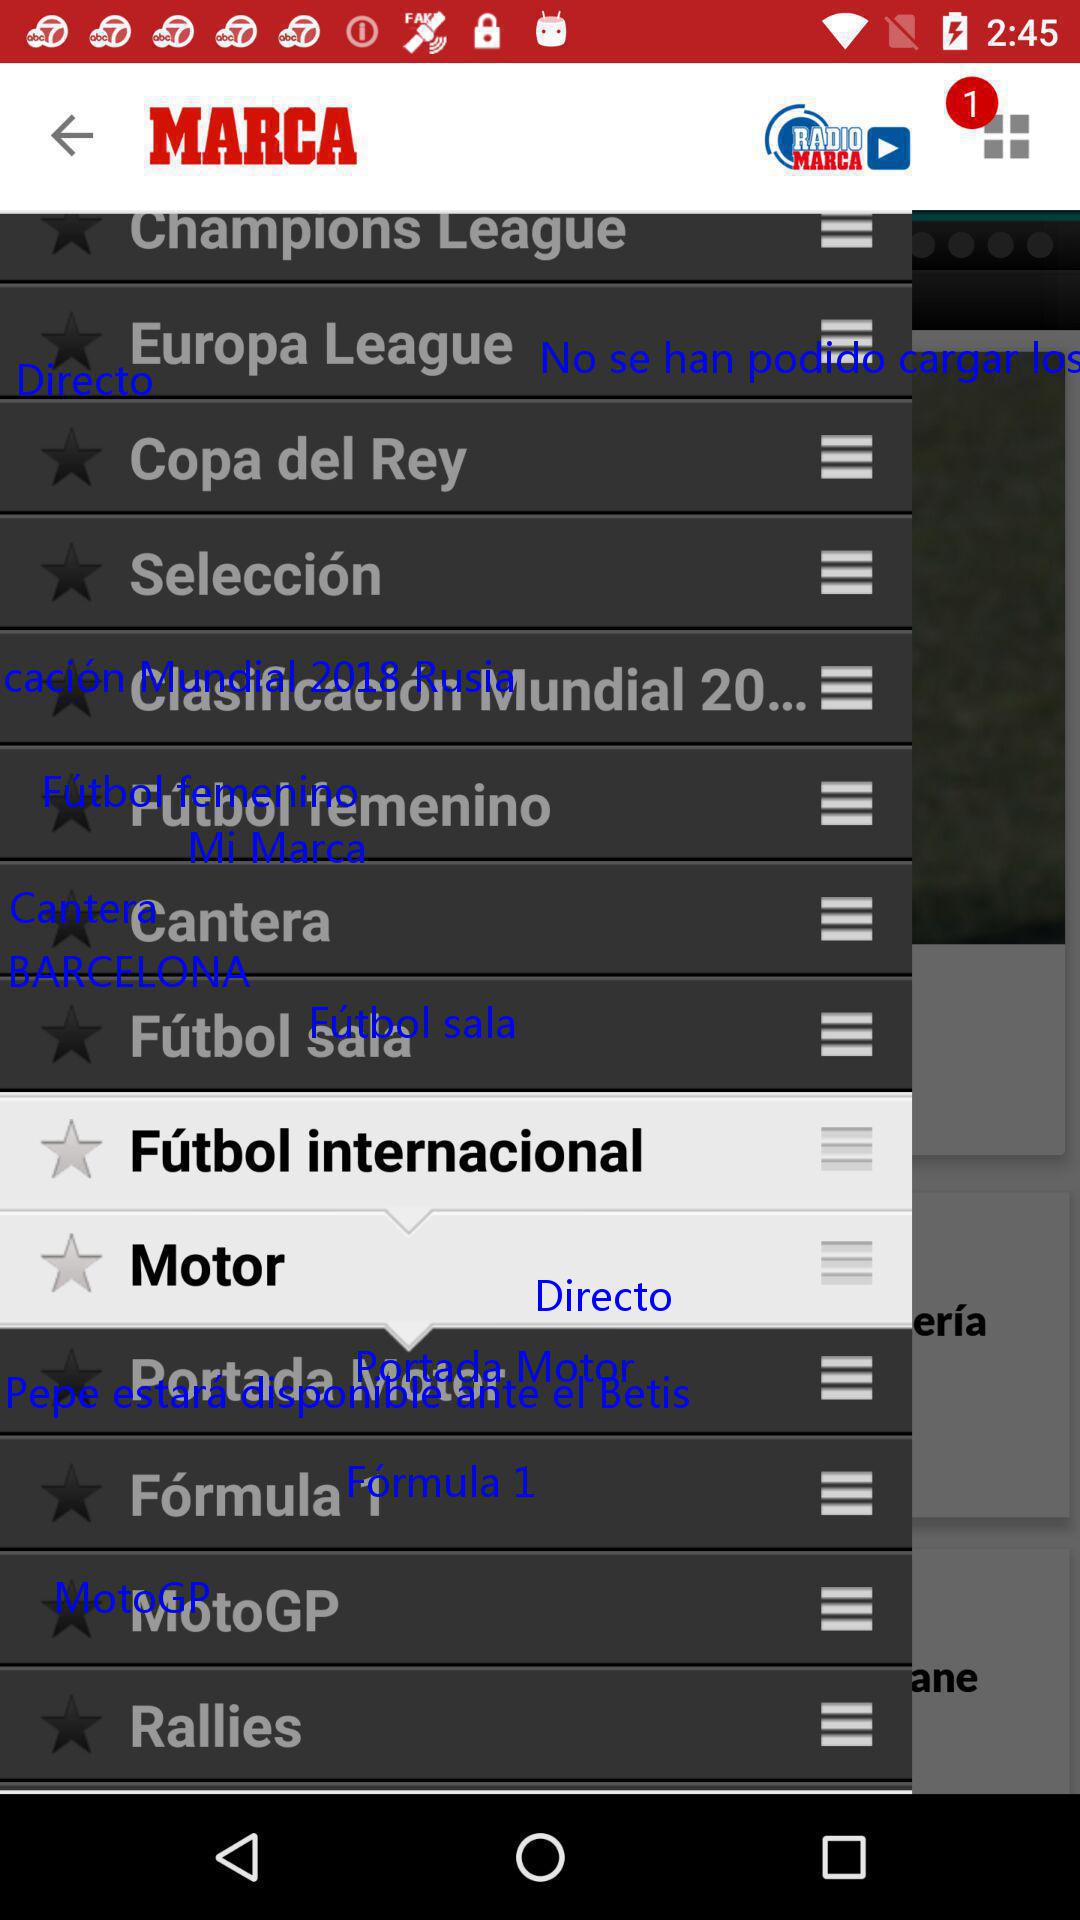 FAKE
2:45
MARCA
RADIO
MARCA
1
Champions League
Europa League
No se han podido cargar los
Directo
Copa del Rey
Selección
cación Mundial 2018 Rusia
Clasificación Mundial 20...
Fútbol femenino
Fútbol femenino
Mi Marca
Cantera
Cantera
BARCELONA
Fútbol sala
Fútbol sala
Fútbol internacional
Motor
Directo
ería
Portada Motor
Portada Motor
Pepe estará disponible ante el Betis
Fórmula 1
Fórmula 1
MotoGP
MotoGP
ane
Rallies